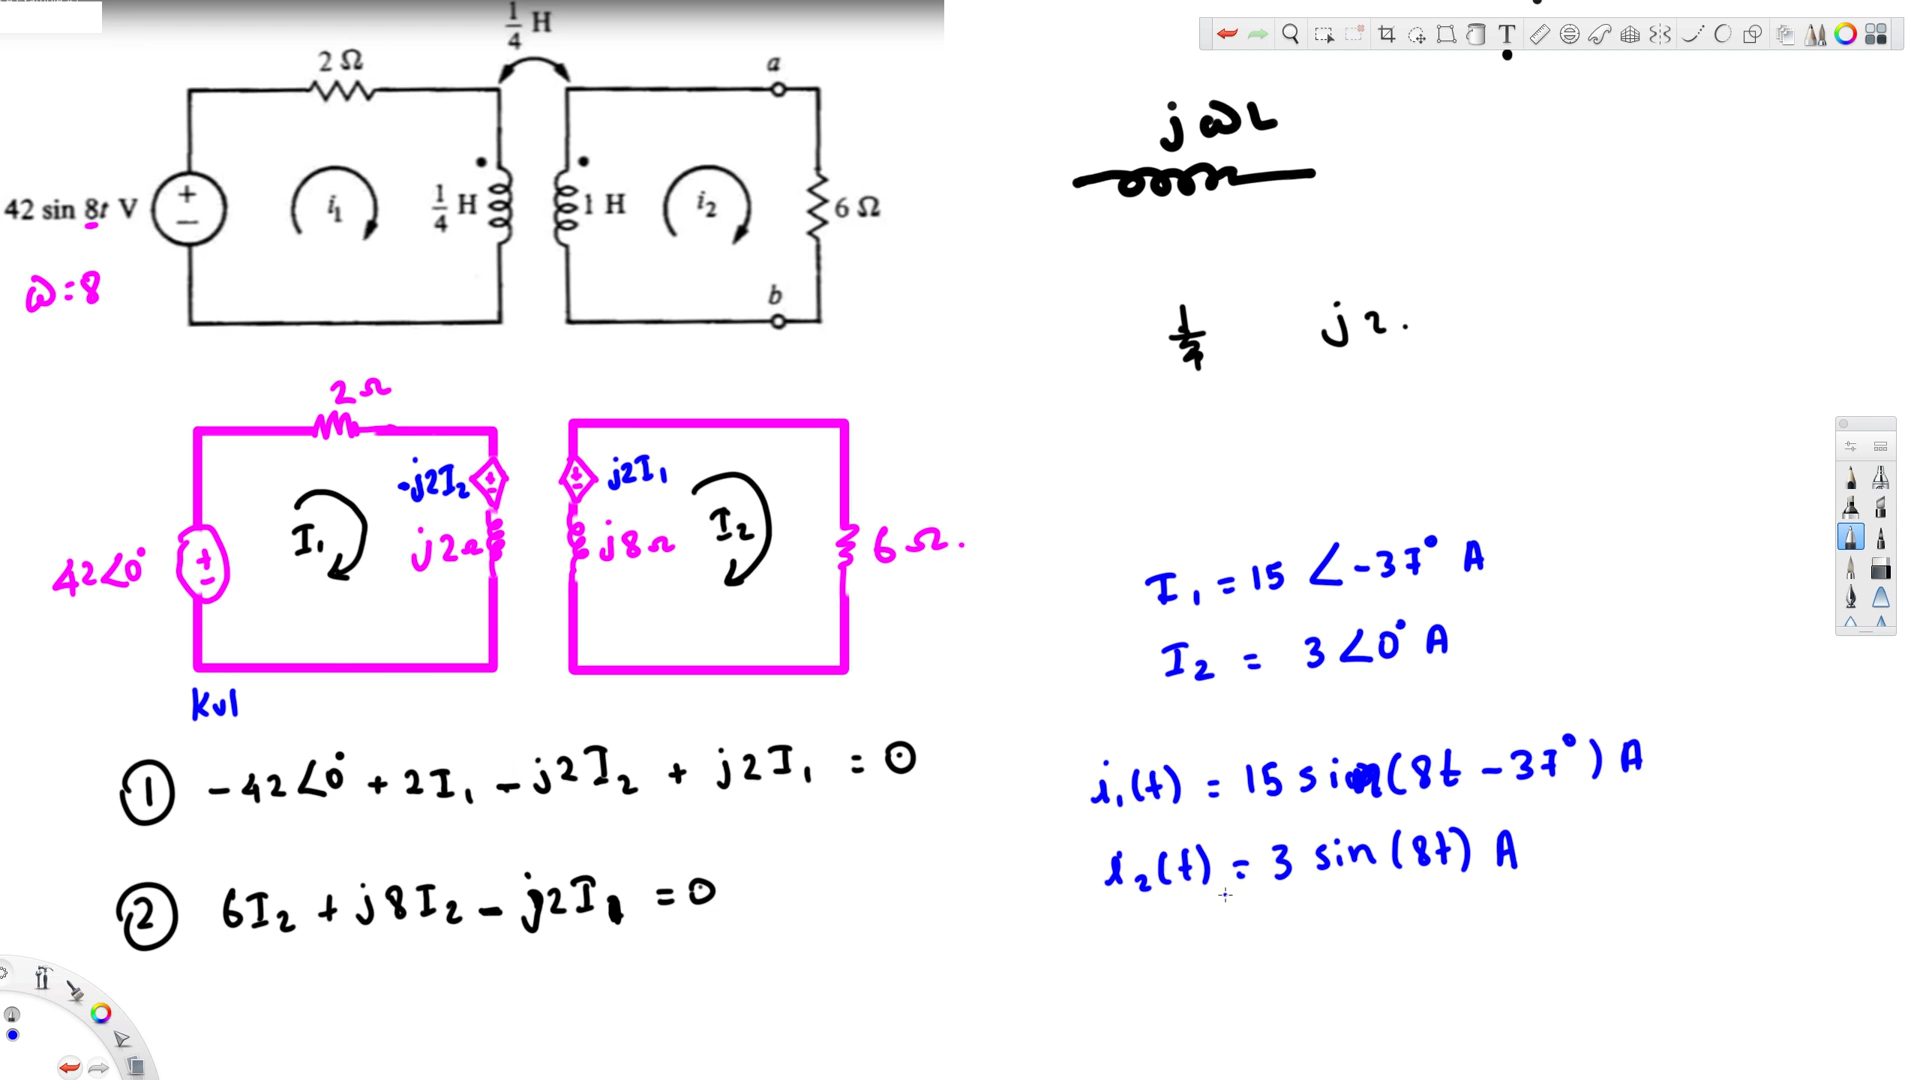 1/4 H
2 Ω
a
42 sin 8t V
+
−
i₁
1/4 H
1 H
i₂
6 Ω
b
ω=8
2Ω
42∠0°
+
−
I₁
-j2I₂
+
−
j2Ω
+
−
j2I₁
j8Ω
I₂
6Ω.
Kvl
① -42∠0° + 2I₁ - j2I₂ + j2I₁ = 0
② 6I₂ + j8I₂ - j2I₁ = 0
jωL
1/4 j2.
I₁ = 15∠-37° A
I₂ = 3∠0° A
i₁(t) = 15 sin(8t - 37°) A
i₂(t) = 3 sin(8t) A
T